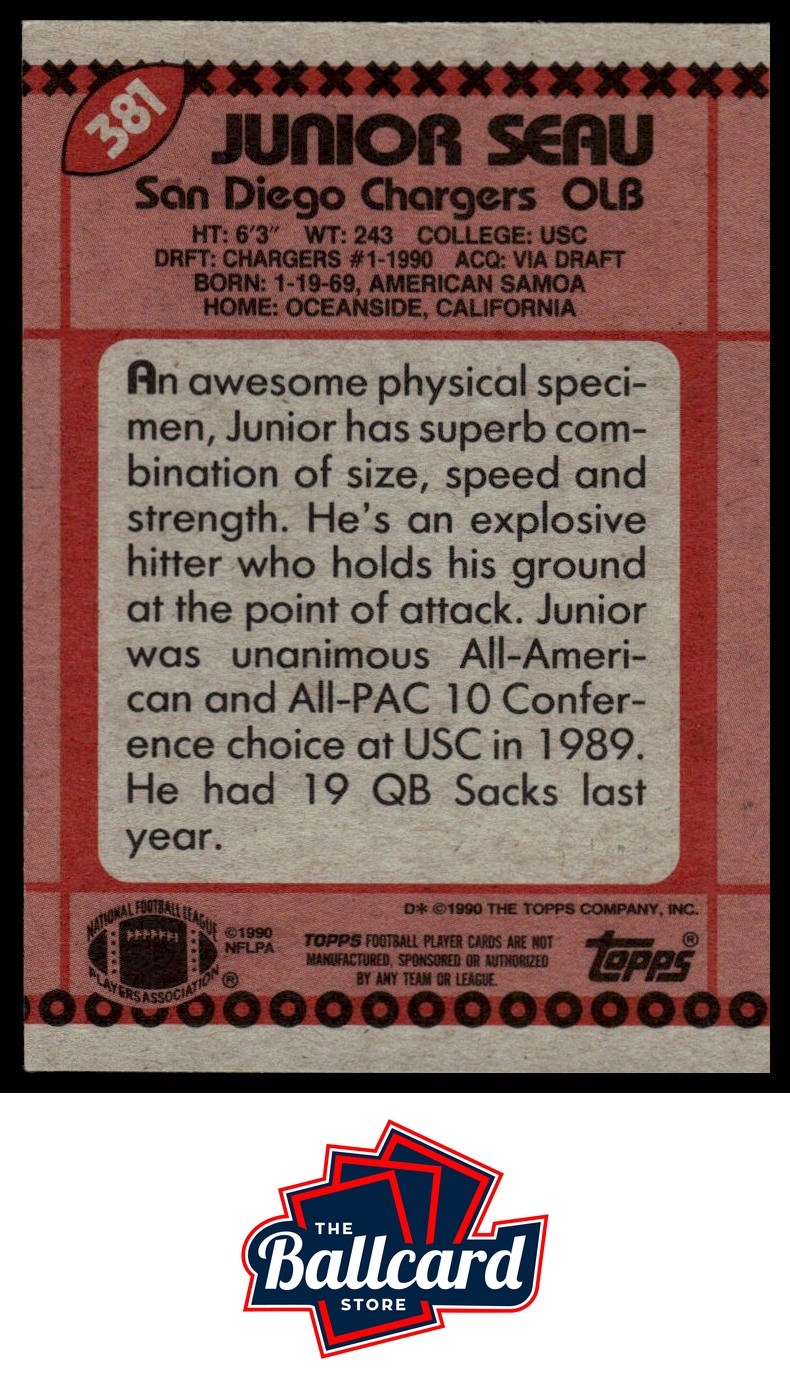 381
JUNIOR SEAU
San Diego Chargers OLB
HT: 6'3" WT: 243 COLLEGE: USC
DRFT: CHARGERS #1-1990 ACQ: VIA DRAFT
BORN: 1-19-69, AMERICAN SAMOA
HOME: OCEANSIDE, CALIFORNIA
An awesome physical speci-
men, Junior has superb com-
bination of size, speed and
strength. He's an explosive
hitter who holds his ground
at the point of attack. Junior
was unanimous All-Ameri-
can and All-PAC 10 Confer-
ence choice at USC in 1989.
He had 19 QB Sacks last
year.
D* ©1990 THE TOPPS COMPANY, INC.
NATIONAL FOOTBALL LEAGUE
PLAYERS ASSOCIATION ®
©1990
NFLPA
TOPPS FOOTBALL PLAYER CARDS ARE NOT
MANUFACTURED, SPONSORED OR AUTHORIZED
BY ANY TEAM OR LEAGUE.
topps®
THE
Ballcard
STORE